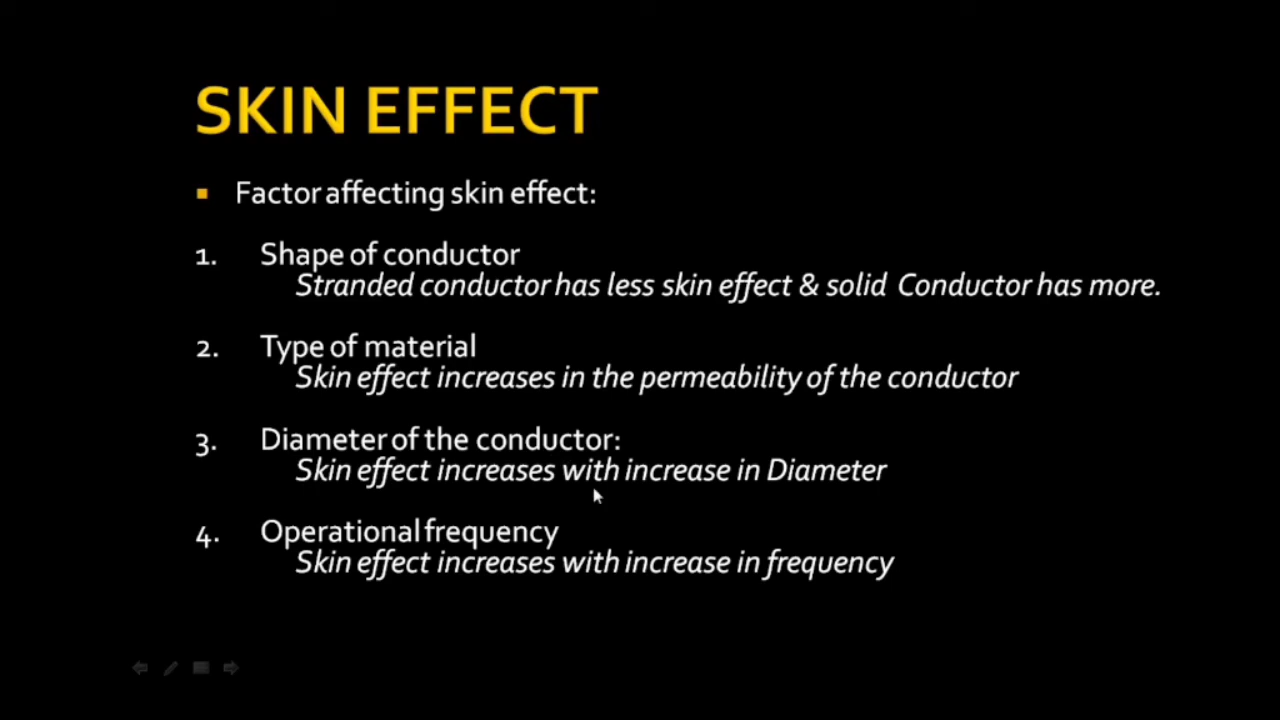 SKIN EFFECT
Factor affecting skin effect:
1. Shape of conductor
Stranded conductor has less skin effect & solid Conductor has more.
2. Type of material
Skin effect increases in the permeability of the conductor
3. Diameter of the conductor:
Skin effect increases with increase in Diameter
4. Operational frequency
Skin effect increases with increase in frequency